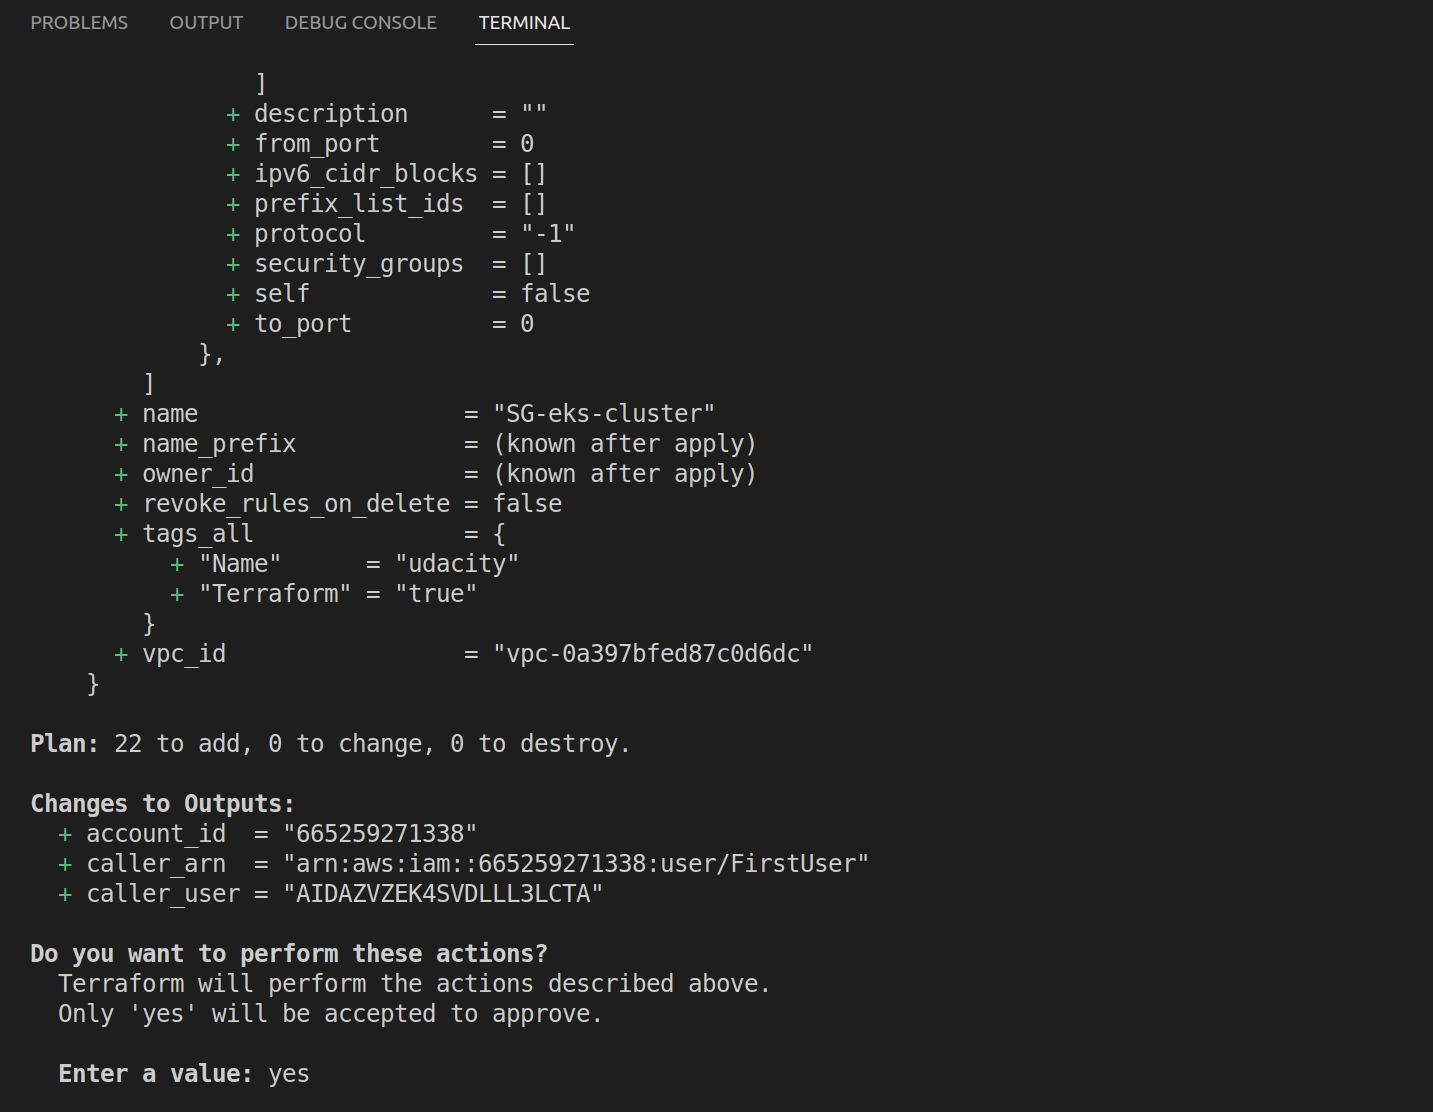 PROBLEMS OUTPUT DEBUG CONSOLE TERMINAL
]
+ description = ""
+ from_port = 0
+ ipv6_cidr_blocks = []
+ prefix_list_ids = []
+ protocol = "-1"
+ security_groups = []
+ self = false
+ to_port = 0
},
]
+ name = "SG-eks-cluster"
+ name_prefix = (known after apply)
+ owner_id = (known after apply)
+ revoke_rules_on_delete = false
+ tags_all = {
+ "Name" = "udacity"
+ "Terraform" = "true"
}
+ vpc_id = "vpc-0a397bfed87c0d6dc"
}
Plan: 22 to add, 0 to change, 0 to destroy.
Changes to Outputs:
+ account_id = "665259271338"
+ caller_arn = "arn:aws:iam::665259271338:user/FirstUser"
+ caller_user = "AIDAZVZEK4SVDLLL3LCTA"
Do you want to perform these actions?
Terraform will perform the actions described above.
Only 'yes' will be accepted to approve.
Enter a value: yes